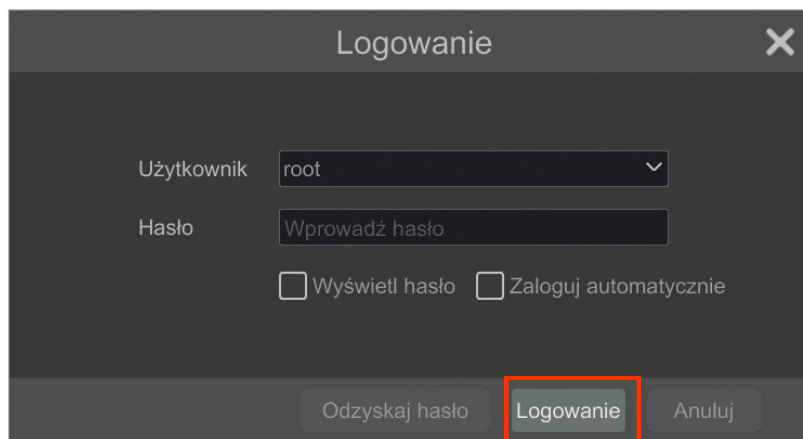 Logowanie
Użytkownik root
Hasło Wprowadź hasło
Wyświetl hasło Zaloguj automatycznie
Odzyskaj hasło Logowanie Anuluj